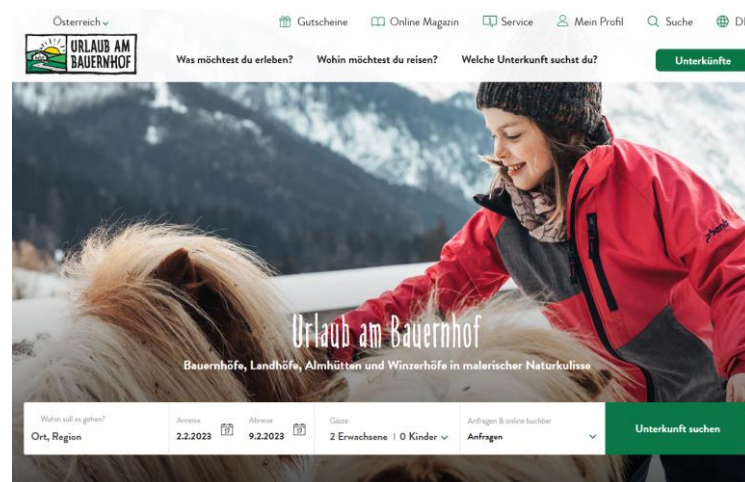 Österreich
Gutscheine
Online Magazin
Service
Mein Profil
Suche
URLAUB AM
BAUERNHOF
Was möchtest du erleben?
Wohin möchtest du reisen?
Welche Unterkunft suchst du?
Unterkünfte
Urlaub am Bauernhof
Bauernhöfe, Landhöfe, Almhütten und Winzerhöfe in malerischer Naturkulisse
Wohin soll es gehen?
Ort, Region
Anreise
2.2.2023
17
Abreise
9.2.2023
17
Gäste
2 Erwachsene | 0 Kinder
Anfragen & online buchbar
Anfragen
Unterkunft suchen